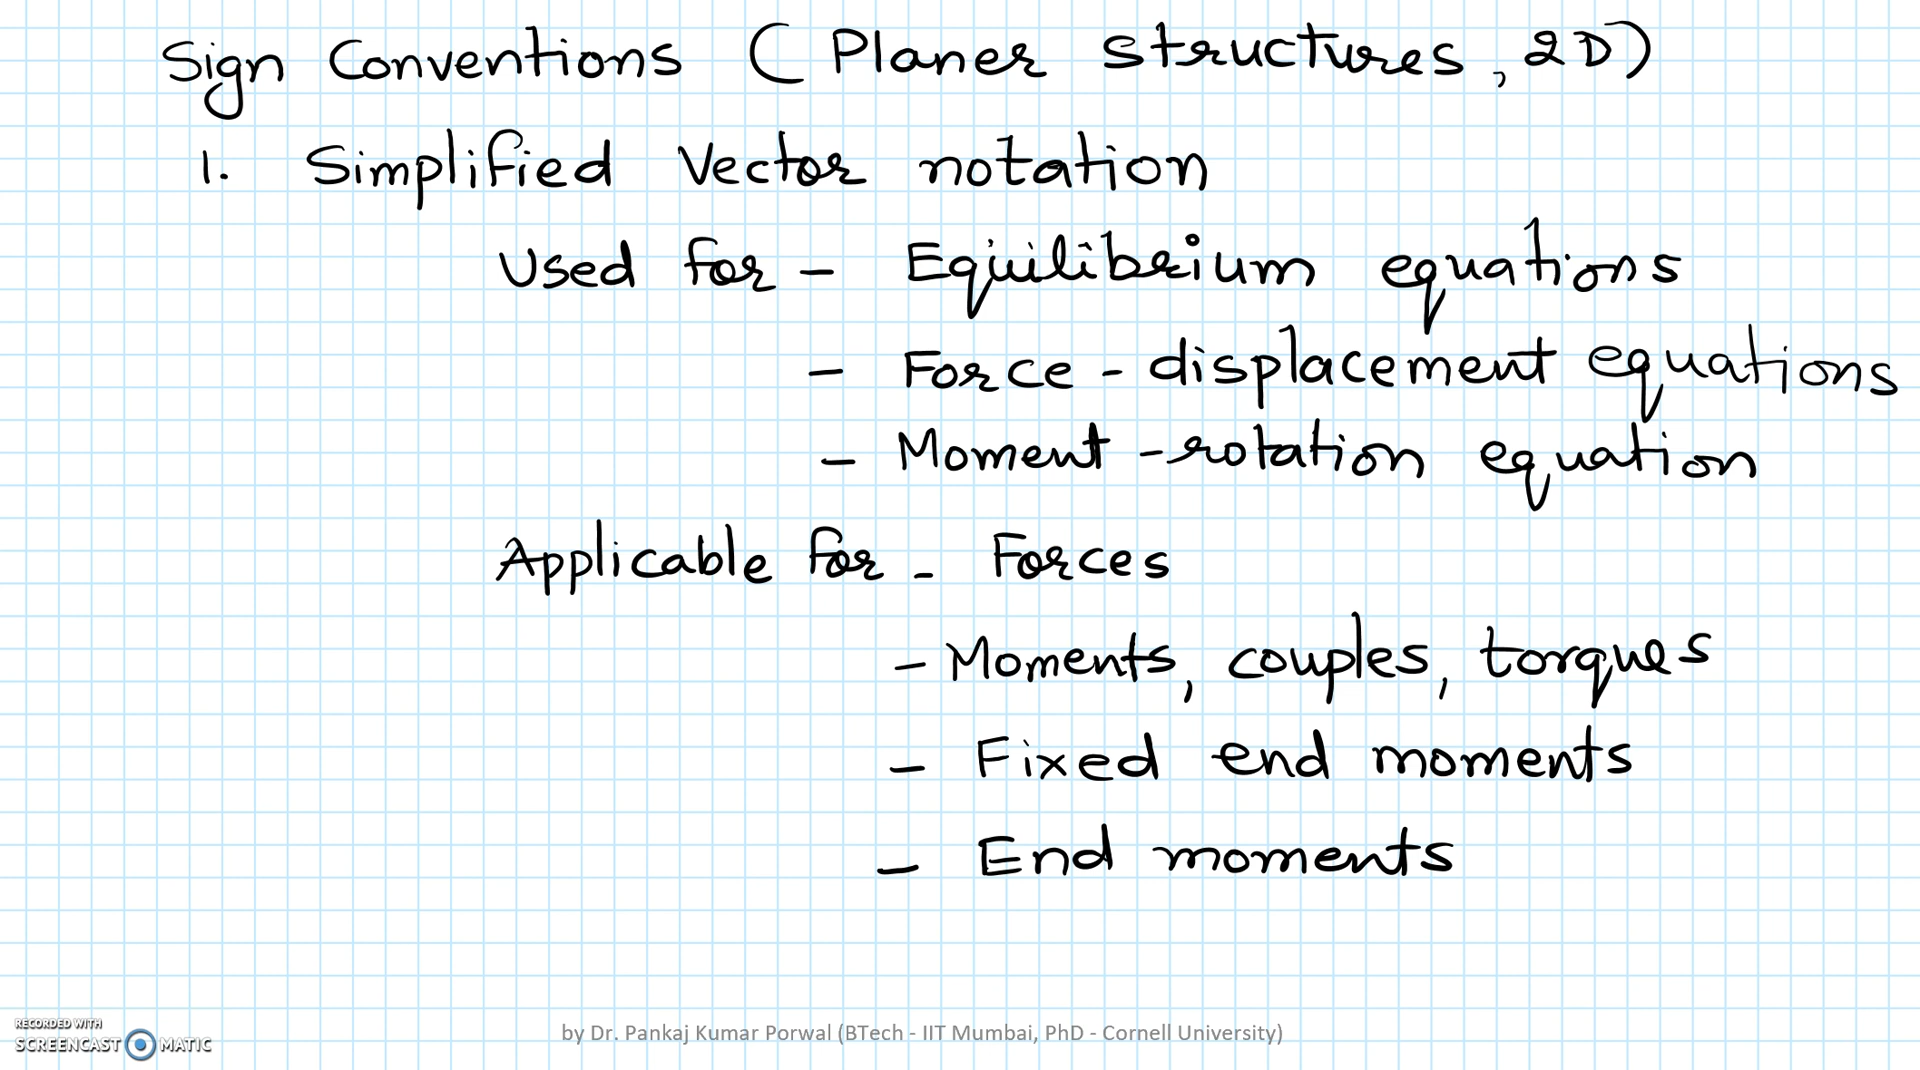 Sign Conventions (Planer structures, 2D)
1. Simplified Vector notation
Used for - Equilibrium equations
- Force - displacement equations
- Moment - rotation equation
Applicable for - Forces
- Moments, couples, torques
- Fixed end moments
- End moments
RECORDED WITH
SCREENCAST MATIC
by Dr. Pankaj Kumar Porwal (BTech - IIT Mumbai, PhD - Cornell University)